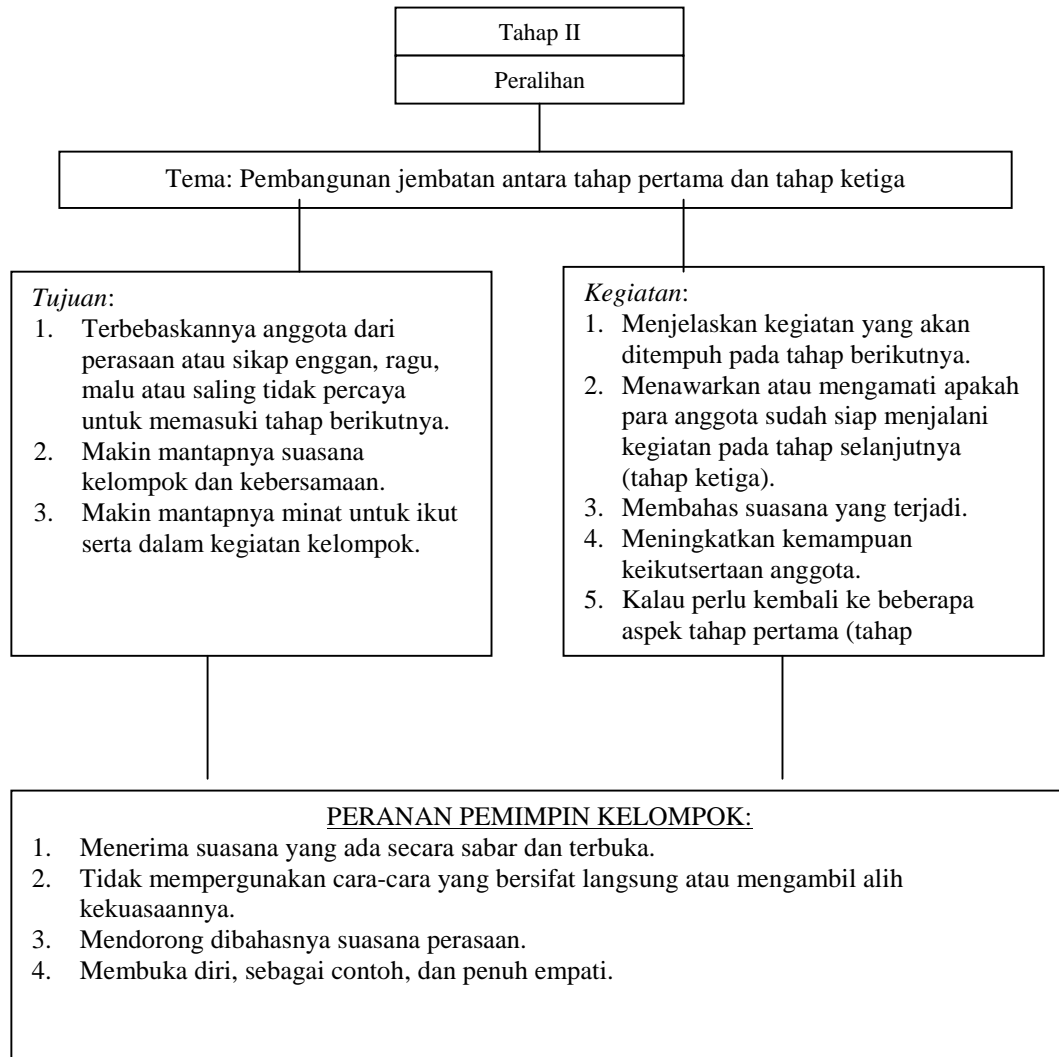 Tahap II
Peralihan
Tema: Pembangunan jembatan antara tahap pertama dan tahap ketiga
Tujuan:
1. Terbebaskannya anggota dari
perasaan atau sikap enggan, ragu,
malu atau saling tidak percaya
untuk memasuki tahap berikutnya.
2. Makin mantapnya suasana
kelompok dan kebersamaan.
3. Makin mantapnya minat untuk ikut
serta dalam kegiatan kelompok.
Kegiatan:
1. Menjelaskan kegiatan yang akan
ditempuh pada tahap berikutnya.
2. Menawarkan atau mengamati apakah
para anggota sudah siap menjalani
kegiatan pada tahap selanjutnya
(tahap ketiga).
3. Membahas suasana yang terjadi.
4. Meningkatkan kemampuan
keikutsertaan anggota.
5. Kalau perlu kembali ke beberapa
aspek tahap pertama (tahap
PERANAN PEMIMPIN KELOMPOK:
1. Menerima suasana yang ada secara sabar dan terbuka.
2. Tidak mempergunakan cara-cara yang bersifat langsung atau mengambil alih
kekuasaannya.
3. Mendorong dibahasnya suasana perasaan.
4. Membuka diri, sebagai contoh, dan penuh empati.